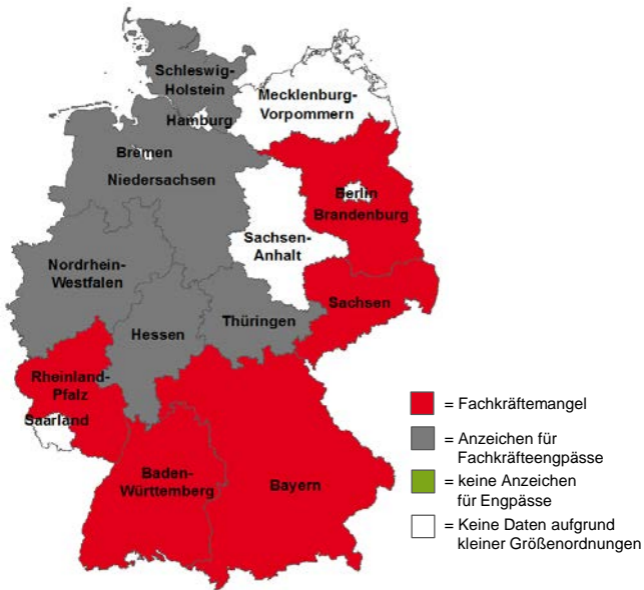 Schleswig-
Holstein
Mecklenburg-
Vorpommern
Hamburg
Bremen
Niedersachsen
Berlin
Brandenburg
Sachsen-
Anhalt
Nordrhein-
Westfalen
Sachsen
Thüringen
Hessen
Rheinland-
Pfalz
Saarland
Baden-
Württemberg
Bayern
= Fachkräftemangel
= Anzeichen für
Fachkräfteengpässe
= keine Anzeichen
für Engpässe
= Keine Daten aufgrund
kleiner Größenordnungen